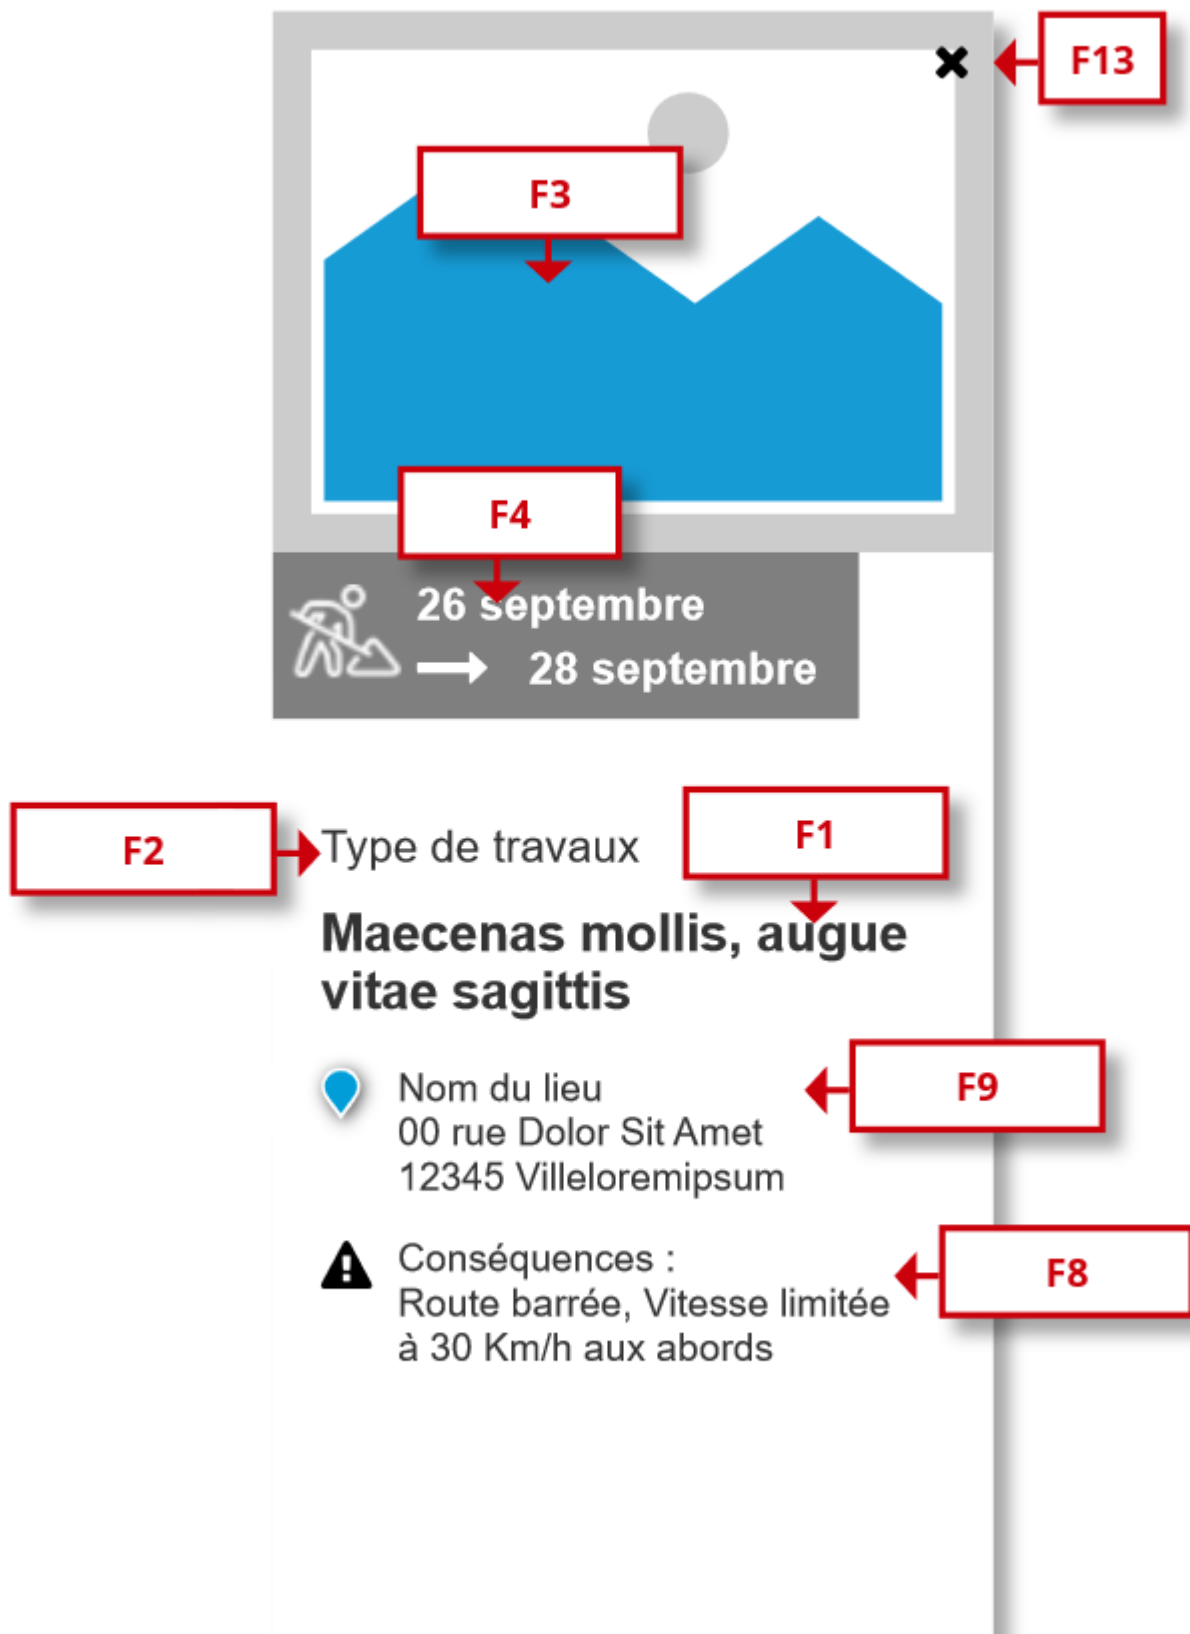 F13
F3
F4
26 septembre
28 septembre
F2
Type de travaux
F1
Maecenas mollis, augue
vitae sagittis
Nom du lieu
00 rue Dolor Sit Amet
12345 Villeloremipsum
F9
Conséquences :
Route barrée, Vitesse limitée
à 30 Km/h aux abords
F8